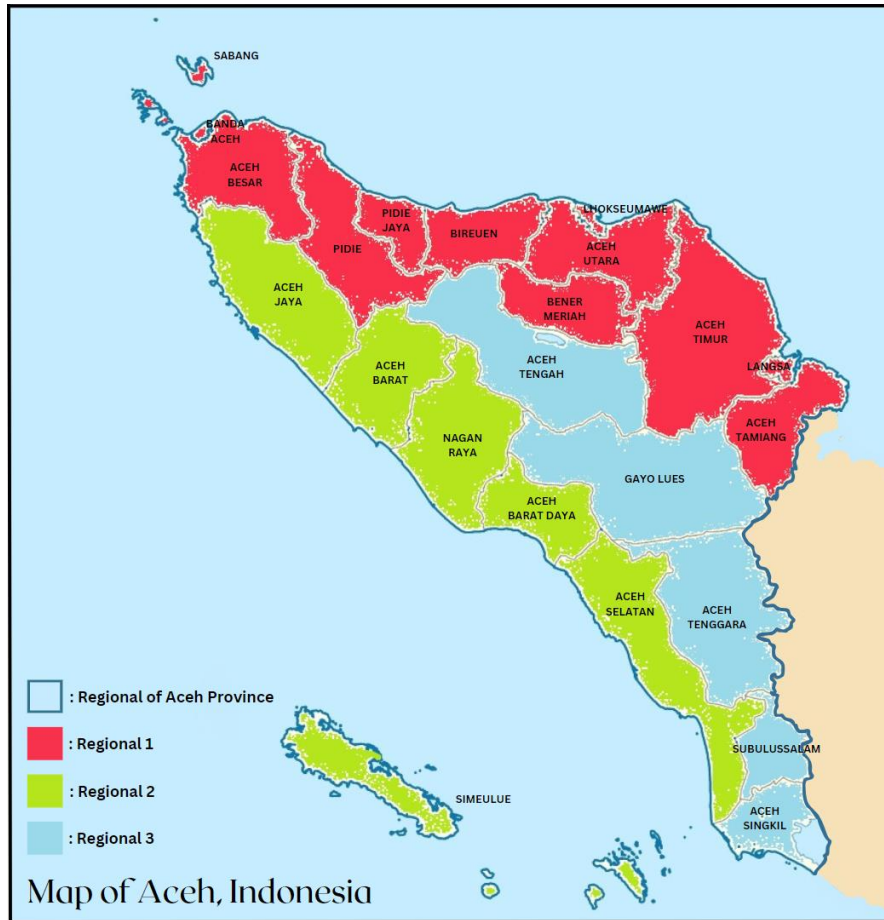 SABANG
BANDA
ACEH
ACEH
BESAR
PIDIE
JAYA
LHOKSEUMAWE
BIREUEN
ACEH
UTARA
PIDIE
ACEH
JAYA
BENER
MERIAH
ACEH
TIMUR
ACEH
BARAT
ACEH
TENGAH
LANGSA
ACEH
TAMIANG
NAGAN
RAYA
GAYO LUES
ACEH
BARAT DAYA
ACEH
SELATAN
ACEH
TENGGARA
SUBULUSSALAM
SIMEULUE
ACEH
SINGKIL
: Regional of Aceh Province
: Regional 1
: Regional 2
: Regional 3
Map of Aceh, Indonesia